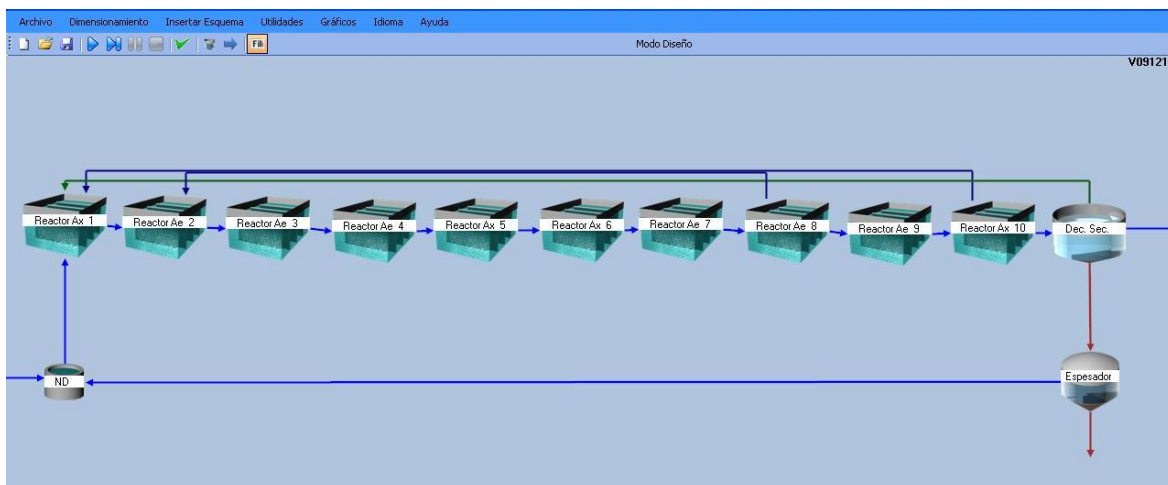 Archivo Dimensionamiento Insertar Esquema Utilidades Gráficos Idioma Ayuda
Modo Diseño
V09121
Reactor Ax 1 Reactor Ae 2 Reactor Ae 3 Reactor Ae 4 Reactor Ax 5 Reactor Ax 6 Reactor Ae 7 Reactor Ae 8 Reactor Ae 9 Reactor Ax 10 Dec. Sec.
ND
Espesador